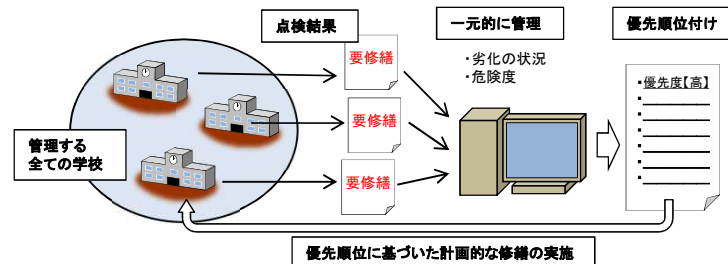 点検結果
一元的に管理
優先順位付け
要修繕
・劣化の状況
・危険度
・優先度【高】
要修繕
管理する
全ての学校
要修繕
優先順位に基づいた計画的な修繕の実施